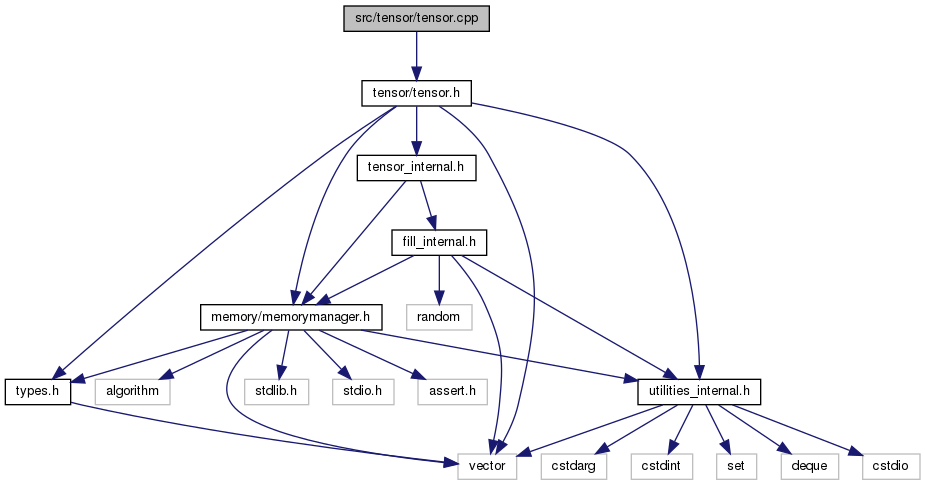 src/tensor/tensor.cpp
tensor/tensor.h
tensor_internal.h
fill_internal.h
memory/memorymanager.h
random
types.h
algorithm
stdlib.h
stdio.h
assert.h
utilities_internal.h
vector
cstdarg
cstdint
set
deque
cstdio